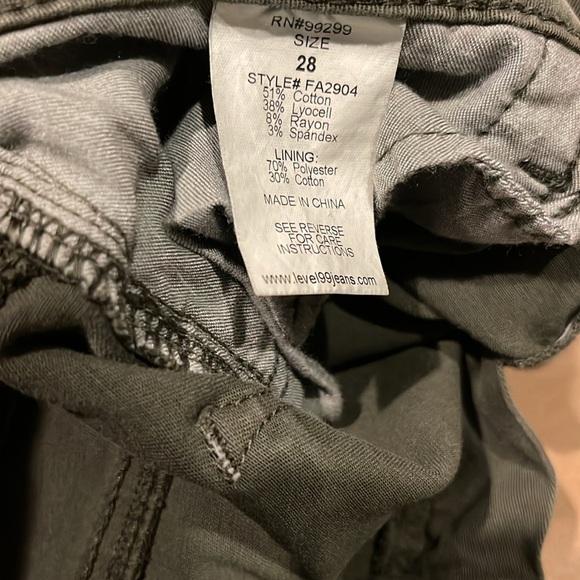 RN#99299
SIZE
28
STYLE# FA2904
51% Cotton
38% Lyocell
8% Rayon
3% Spandex
LINING:
70% Polyester
30% Cotton
MADE IN CHINA
SEE REVERSE
FOR CARE
INSTRUCTIONS
www.level99jeans.com